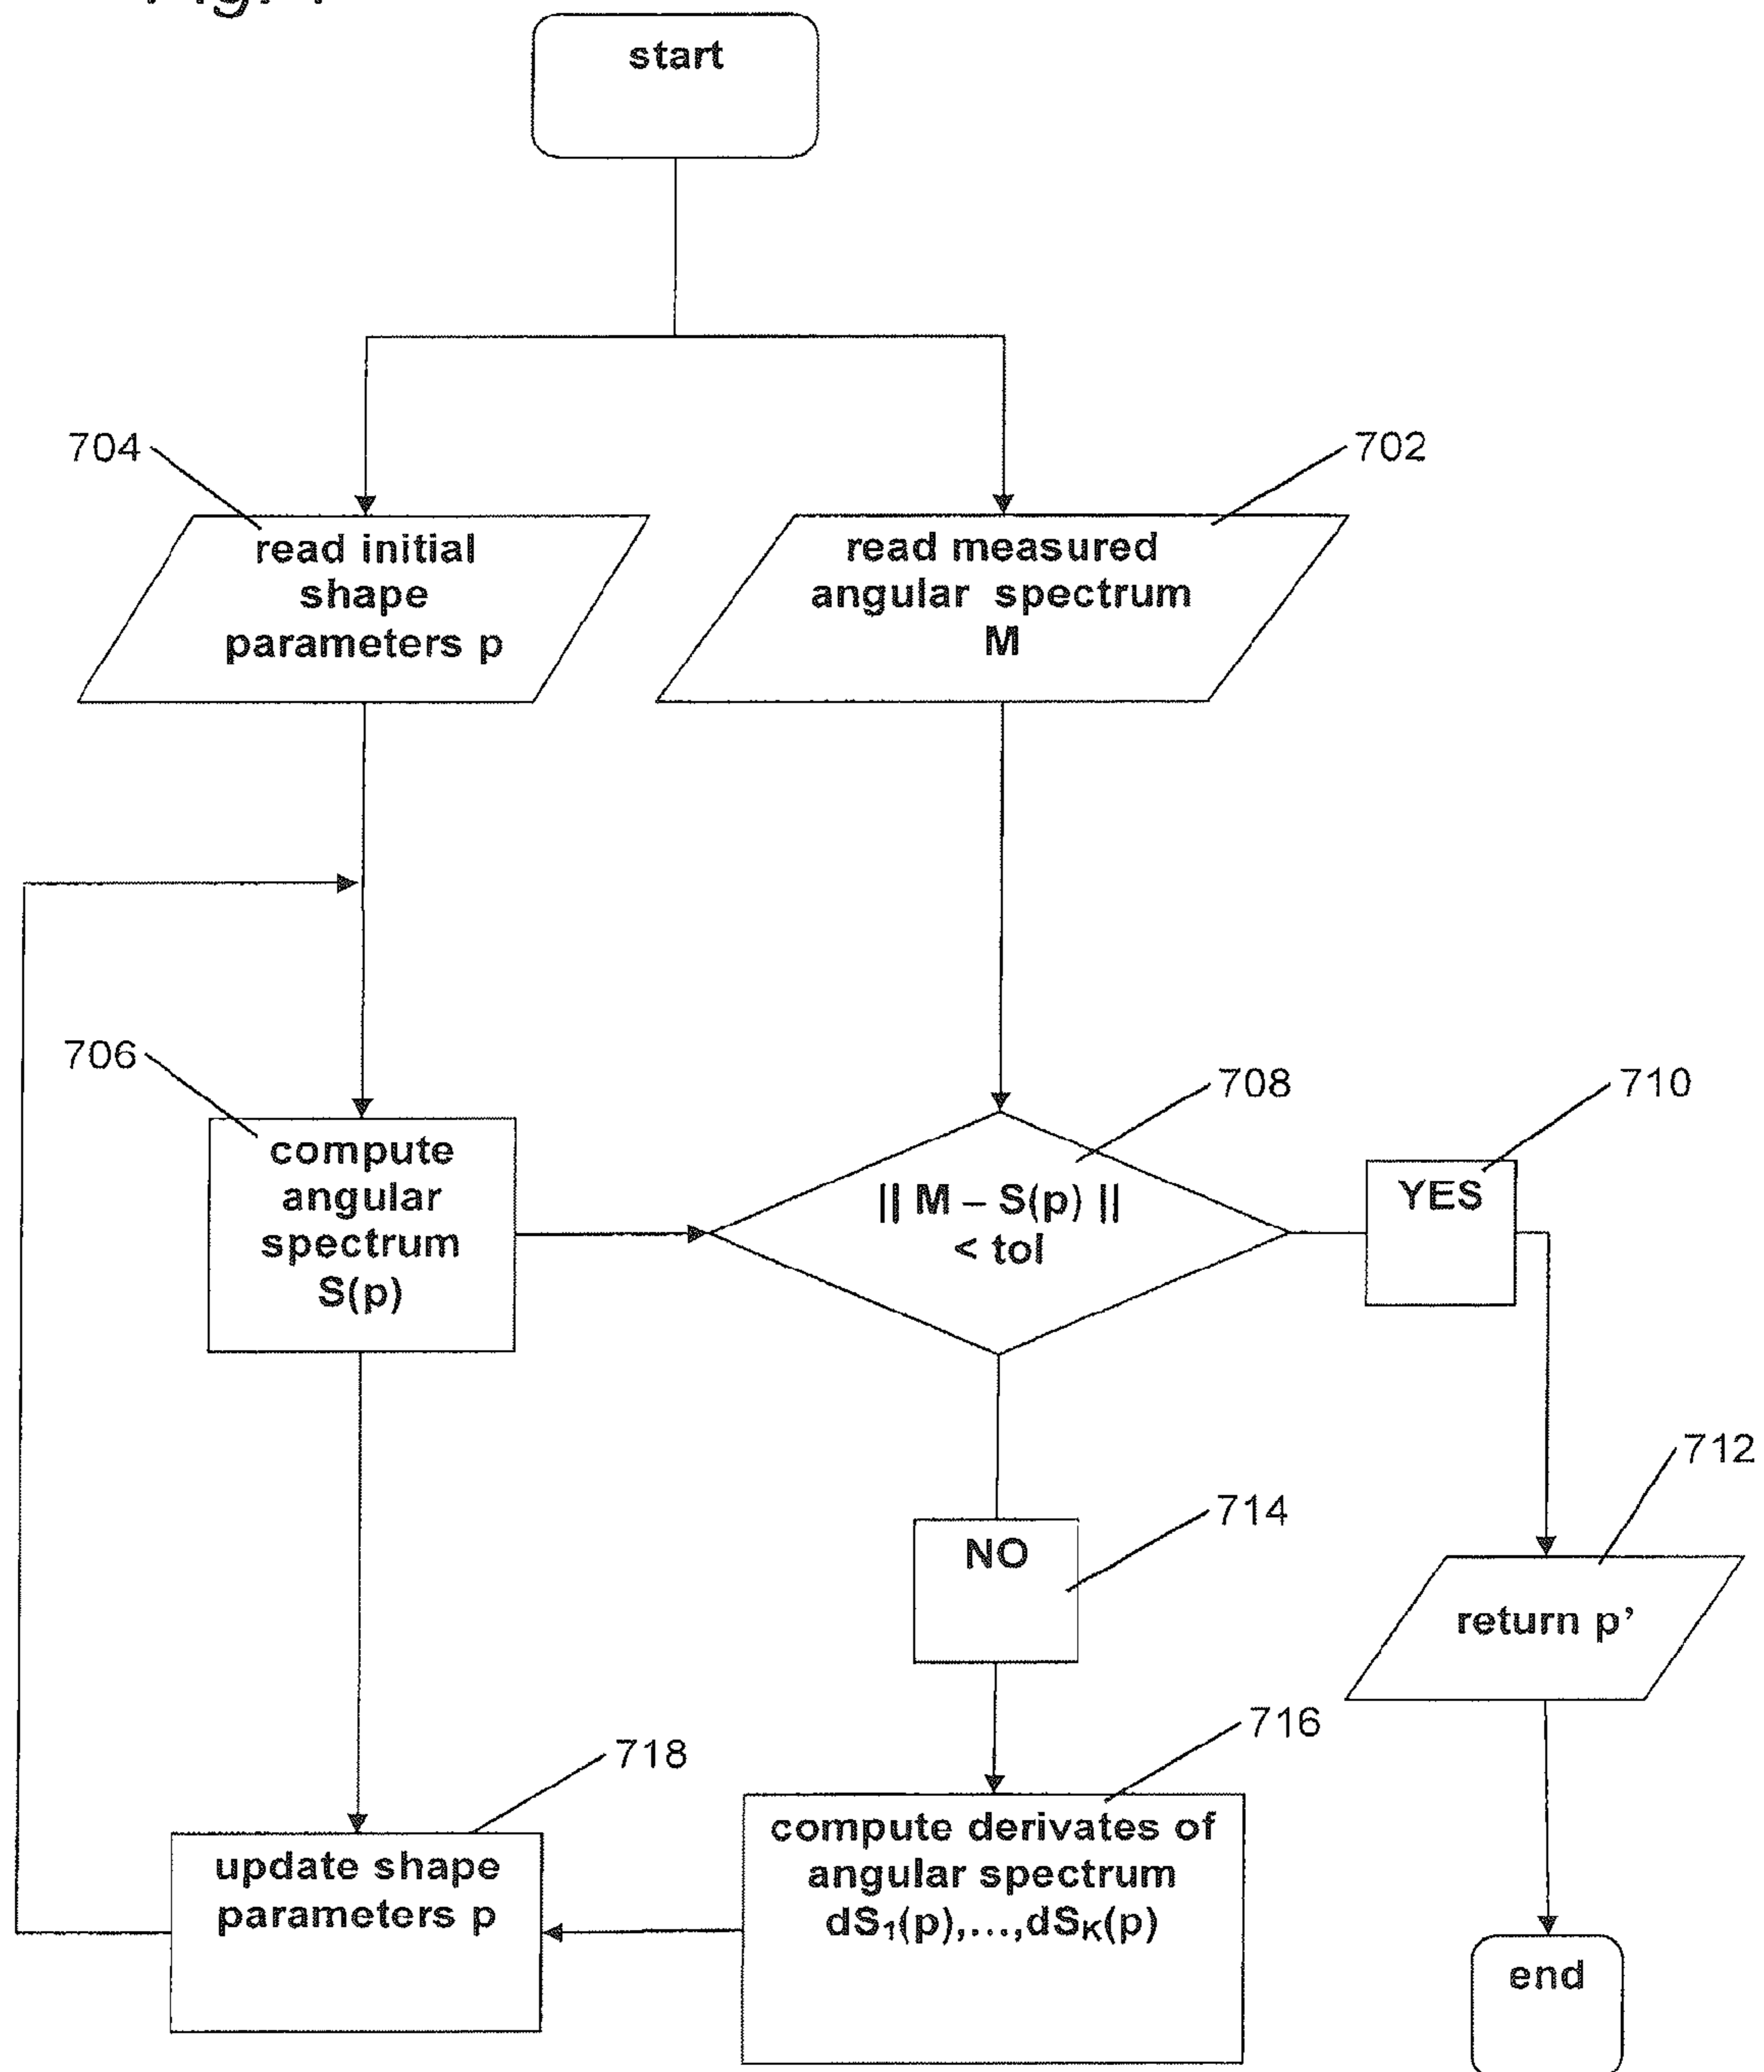 start
704
702
read initial
shape
parameters p
read measured
angular spectrum
M
706
708
710
compute
angular
spectrum
S(p)
|| M – S(p) ||
< tol
YES
712
714
NO
return p’
716
718
update shape
parameters p
compute derivates of
angular spectrum
dS₁(p),...,dSₖ(p)
end